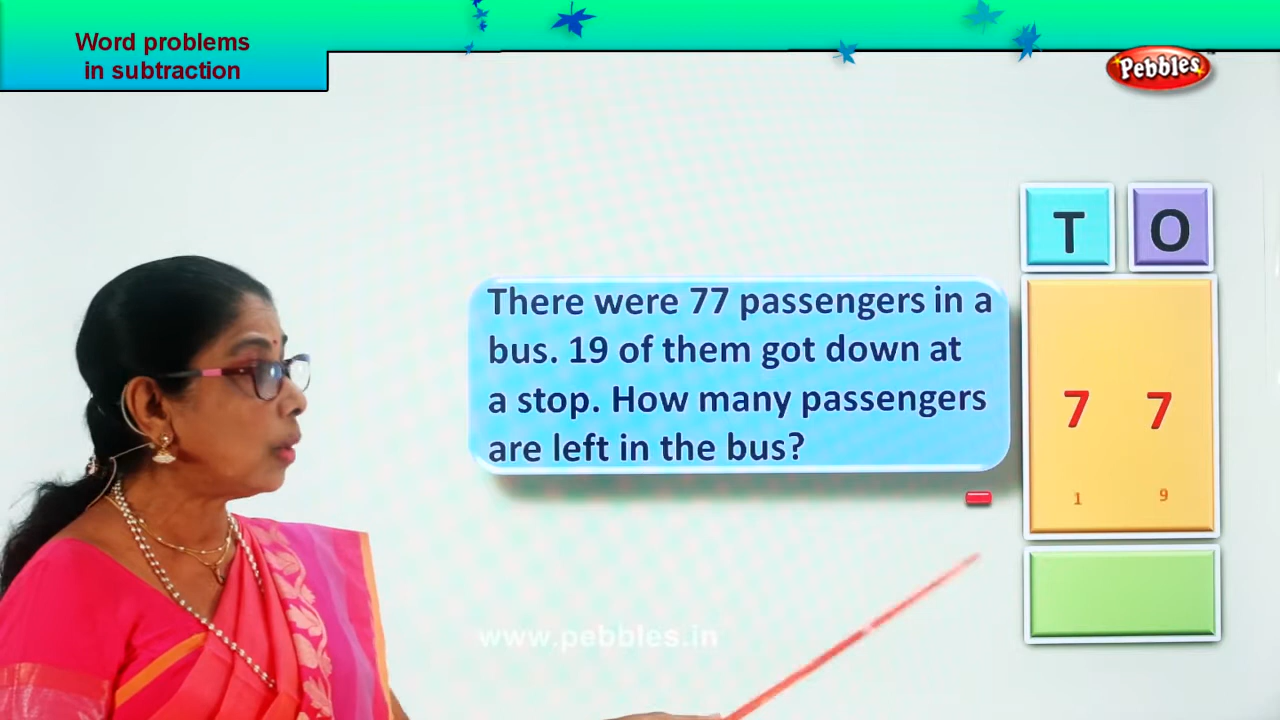 Word problems
in subtraction
Pebbles
T O
There were 77 passengers in a
bus. 19 of them got down at
a stop. How many passengers
are left in the bus?
7 7
-
1 9
www.pebbles.in